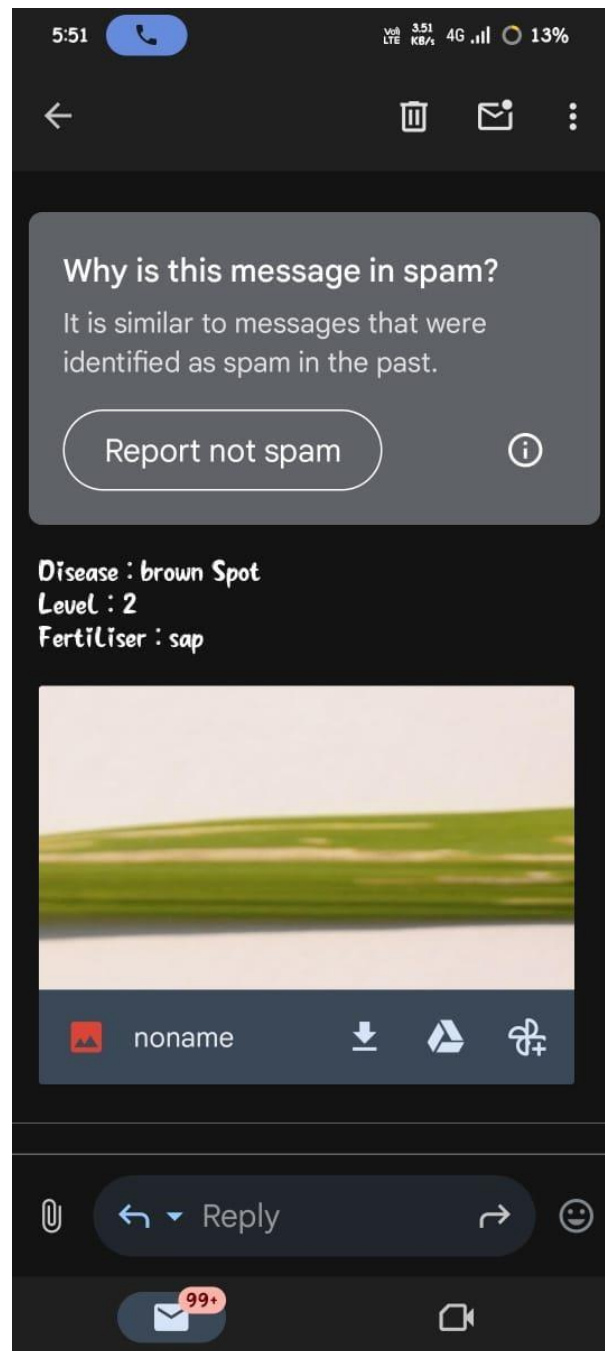 5:51
Vo) LTE 3.51 KB/s 4G 13%
Why is this message in spam?
It is similar to messages that were
identified as spam in the past.
Report not spam
Disease : brown Spot
Level : 2
Fertiliser : sap
noname
Reply
99+